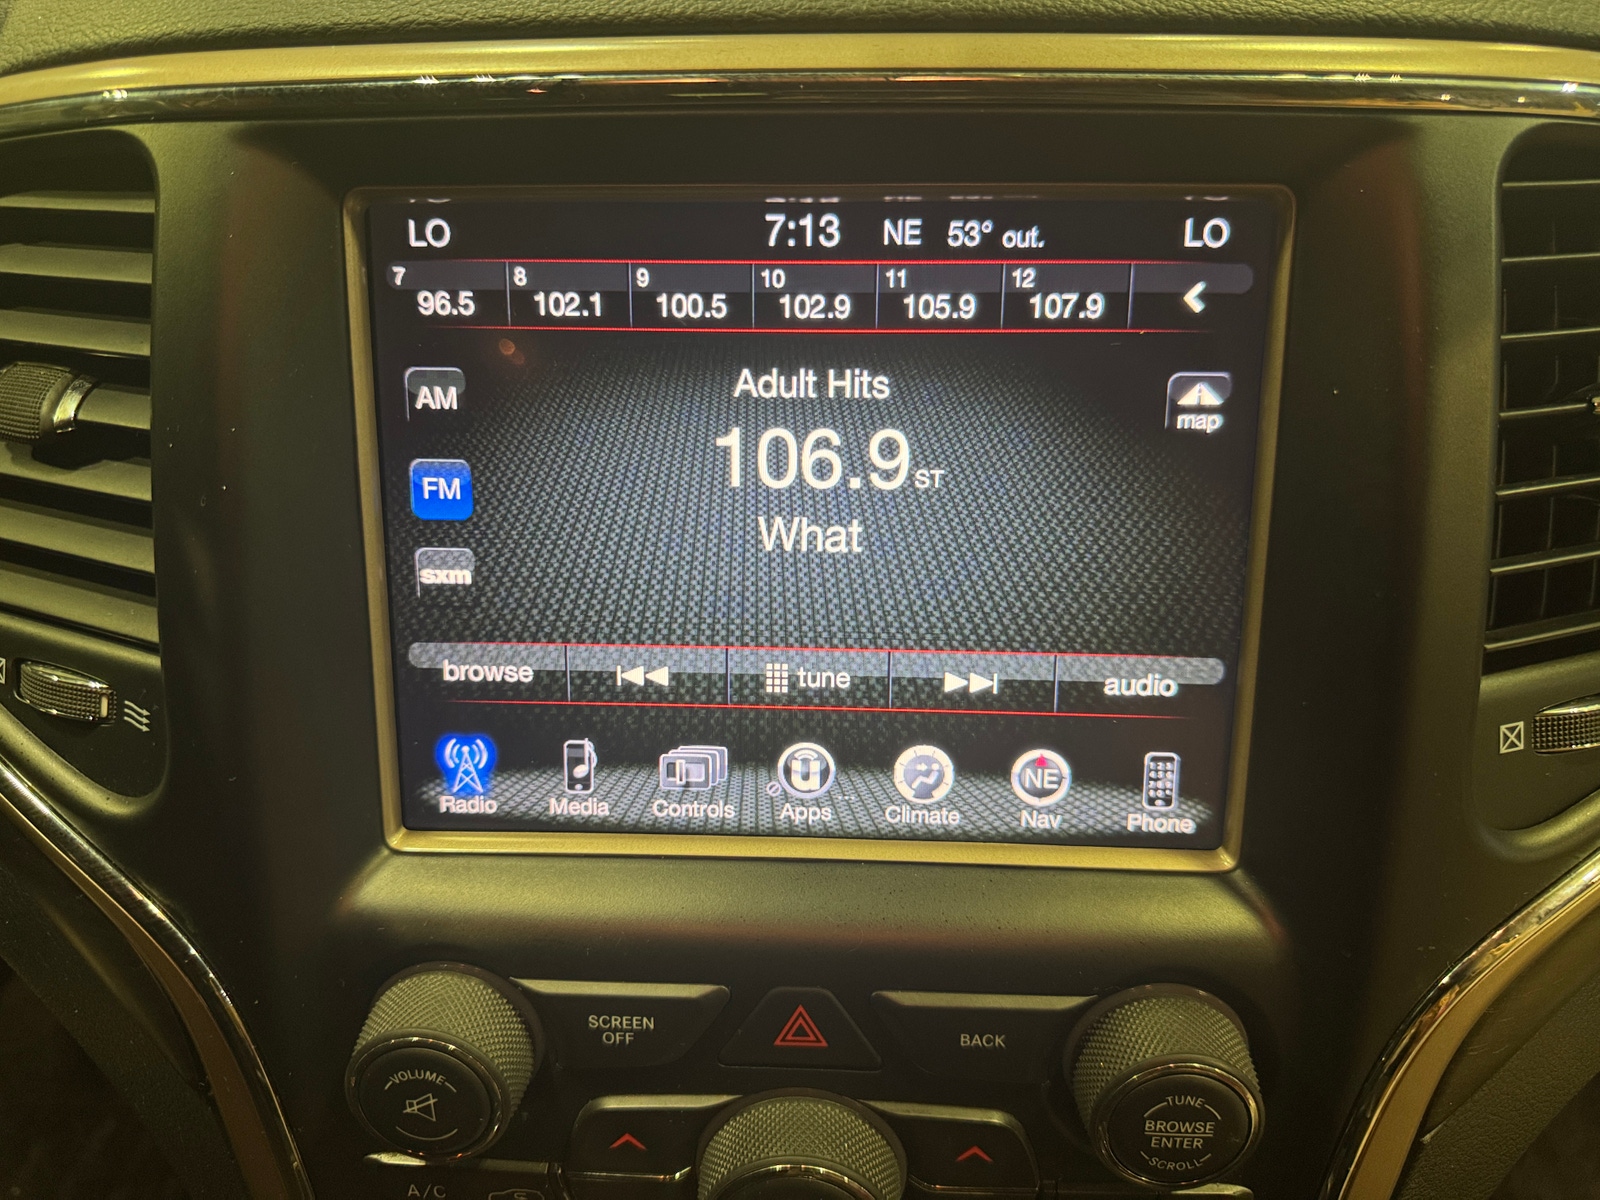 LO 7:13 NE 53° out. LO
7 8 9 10 11 12
96.5 102.1 100.5 102.9 105.9 107.9
AM
Adult Hits
map
106.9 ST
FM
What
sxm
browse tune audio
Radio Media Controls Apps Climate NE Nav Phone
SCREEN
OFF
BACK
VOLUME
TUNE
BROWSE
ENTER
SCROLL
A/C